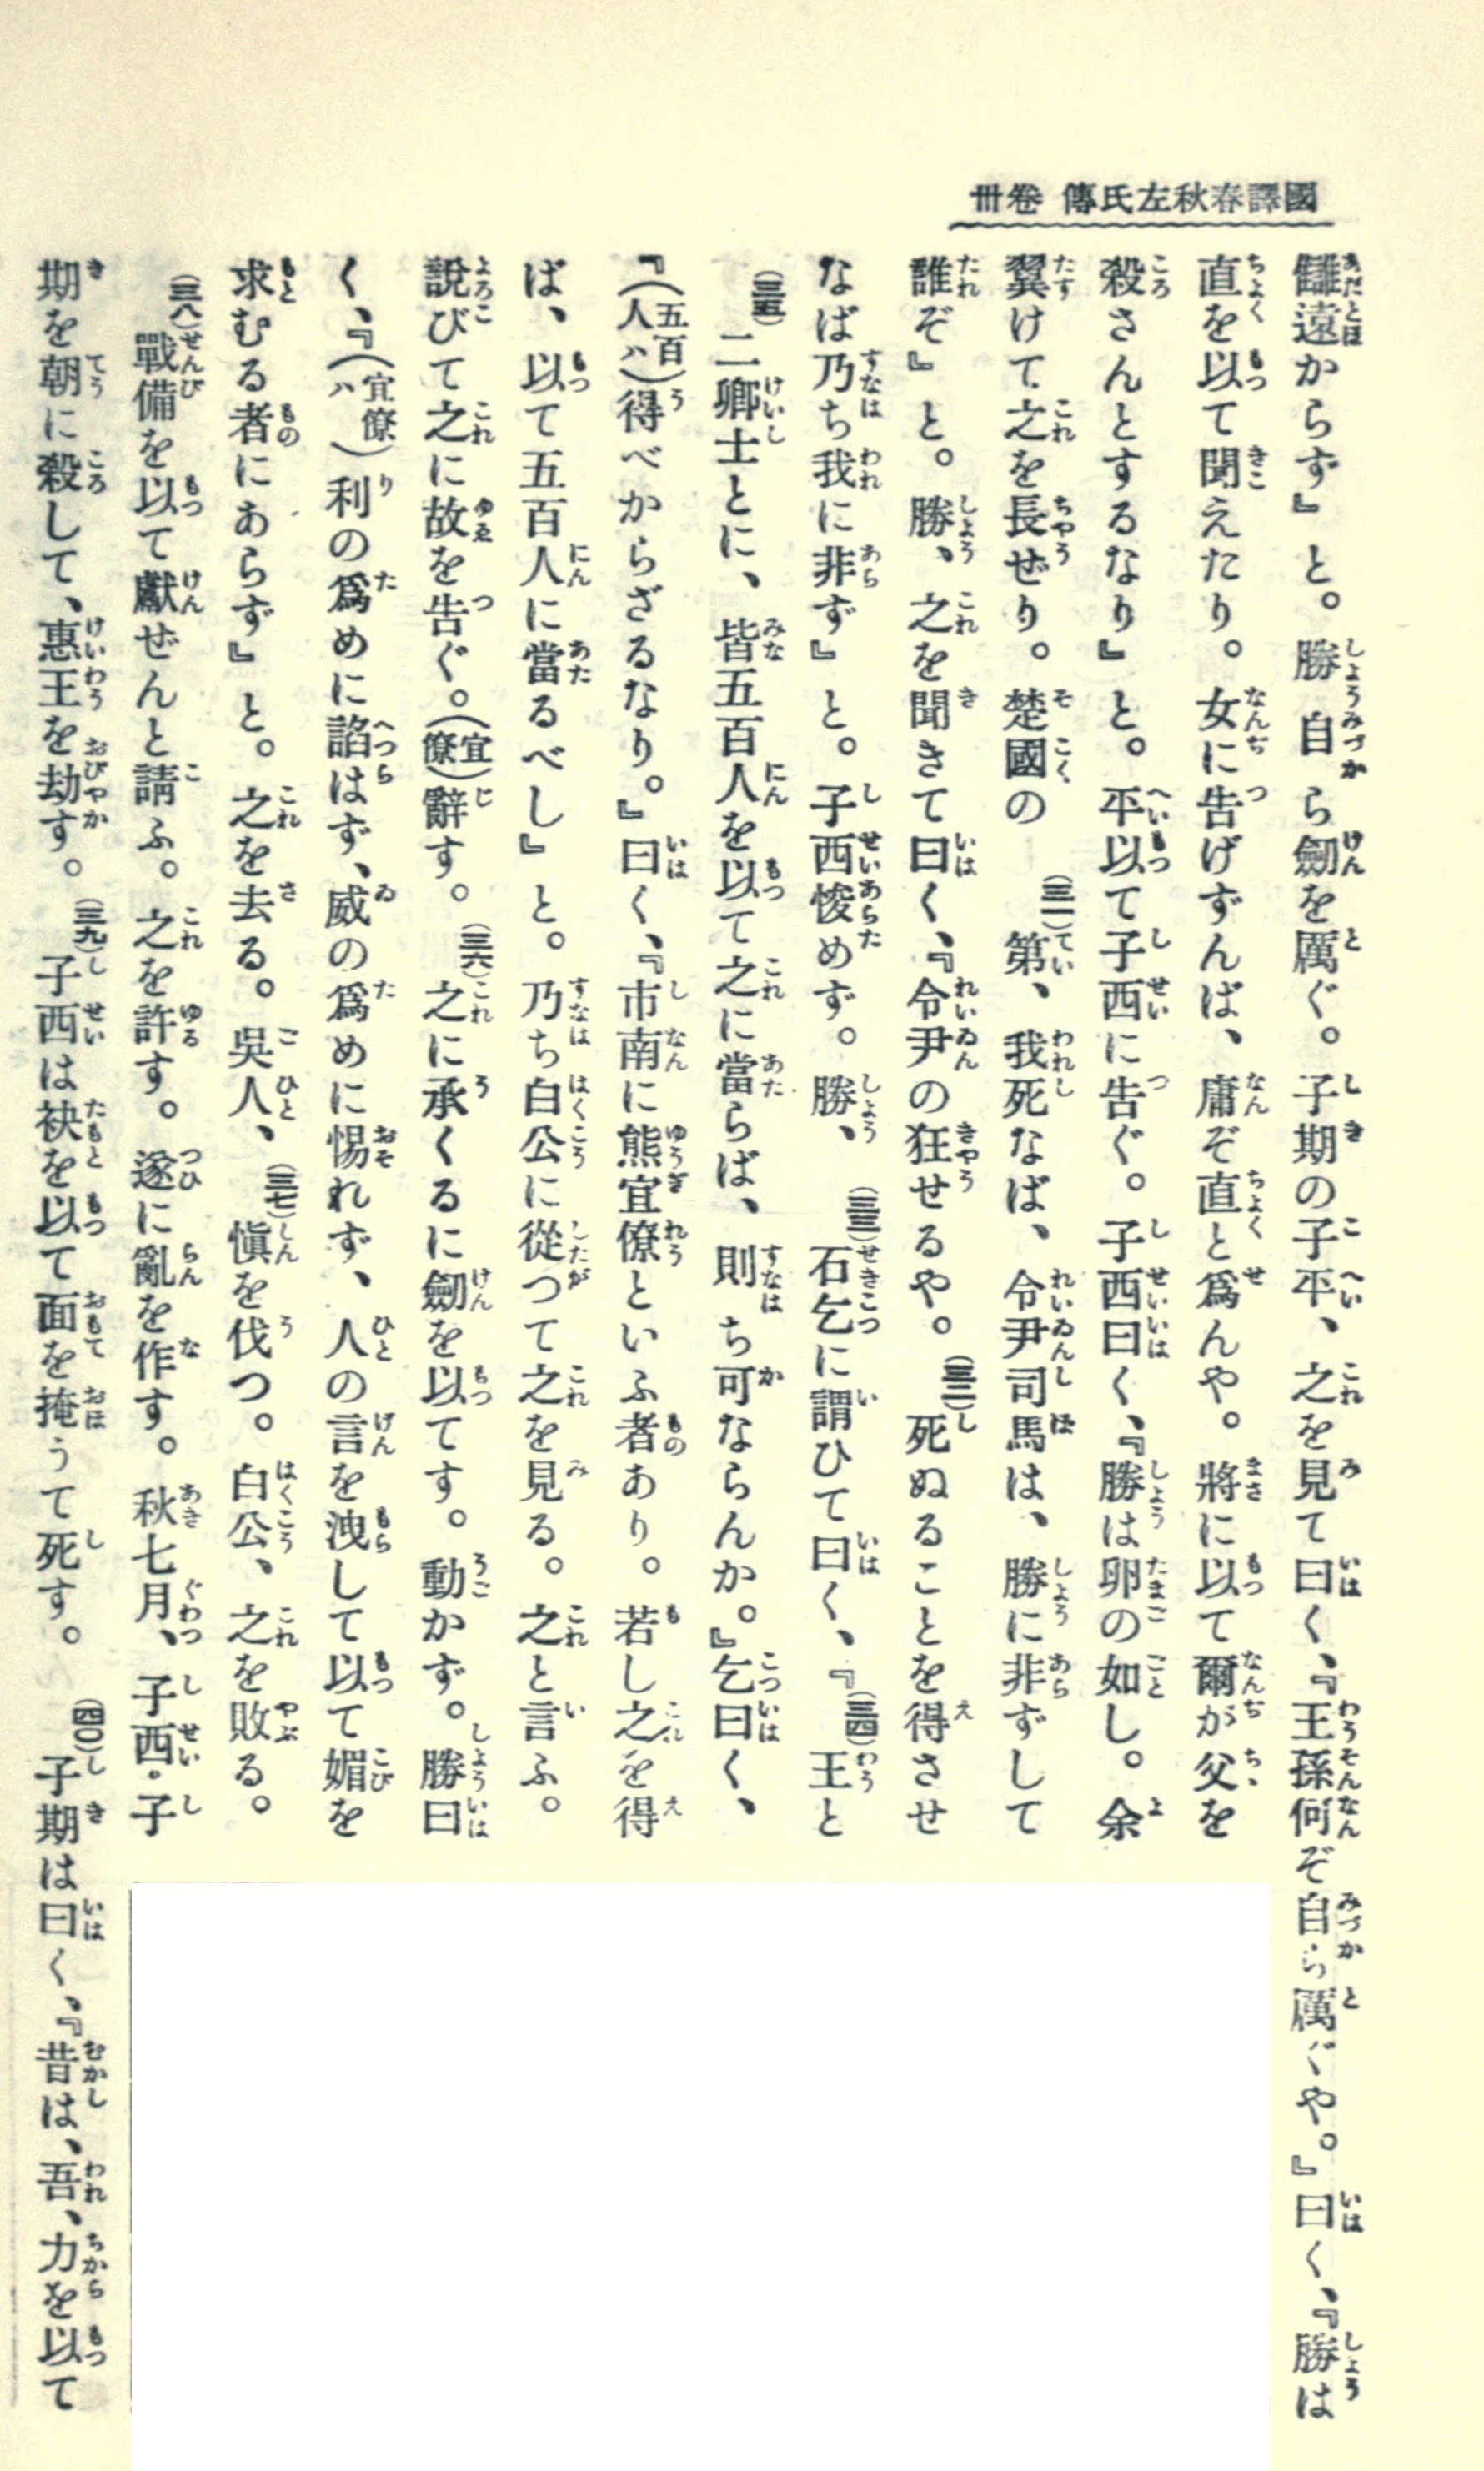 國譯春秋左氏傳 卷卅
讎遠からず』と。勝自ら劍を厲ぐ。子期の子平、之を見て曰く、『王孫何ぞ自ら厲ぐや。』曰く、『勝は
直を以て聞えたり。女に告げずんば、庸ぞ直と爲んや。將に以て爾が父を
殺さんとするなり』と。平以て子西に告ぐ。子西曰く、『勝は卵の如し。余
翼けて之を長ぜり。楚國の(三一)第、我死なば、令尹司馬は、勝に非ずして
誰ぞ』と。勝、之を聞きて曰く、『令尹の狂せるや。(三二)死ぬることを得させ
なば乃ち我に非ず』と。子西悛めず。勝、(三三)石乞に謂ひて曰く、『(三四)王と
(三五)二卿士とに、皆五百人を以て之に當らば、則ち可ならんか。』乞曰く、
『(五百人ハ)得べからざるなり。』曰く、『市南に熊宜僚といふ者あり。若し之を得
ば、以て五百人に當るべし』と。乃ち白公に從つて之を見る。之と言ふ。
說びて之に故を告ぐ。(宜僚)辭す。(三六)之に承くるに劍を以てす。動かず。勝曰
く、『(宜僚ハ)利の爲めに諂はず、威の爲めに惕れず、人の言を洩して以て媚を
求むる者にあらず』と。之を去る。吳人、(三七)愼を伐つ。白公、之を敗る。
(三八)戰備を以て獻ぜんと請ふ。之を許す。遂に亂を作す。秋七月、子西・子
期を朝に殺して、惠王を劫す。(三九)子西は袂を以て面を掩うて死す。(四〇)子期は曰く、『昔は、吾、力を以て